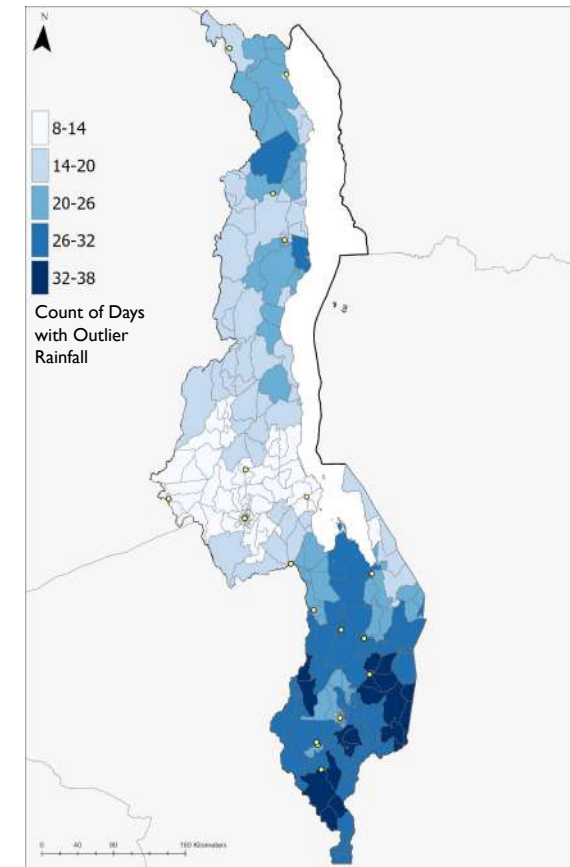 N
8-14
14-20
20-26
26-32
32-38
Count of Days
with Outlier
Rainfall
0 40 80 160 Kilometers